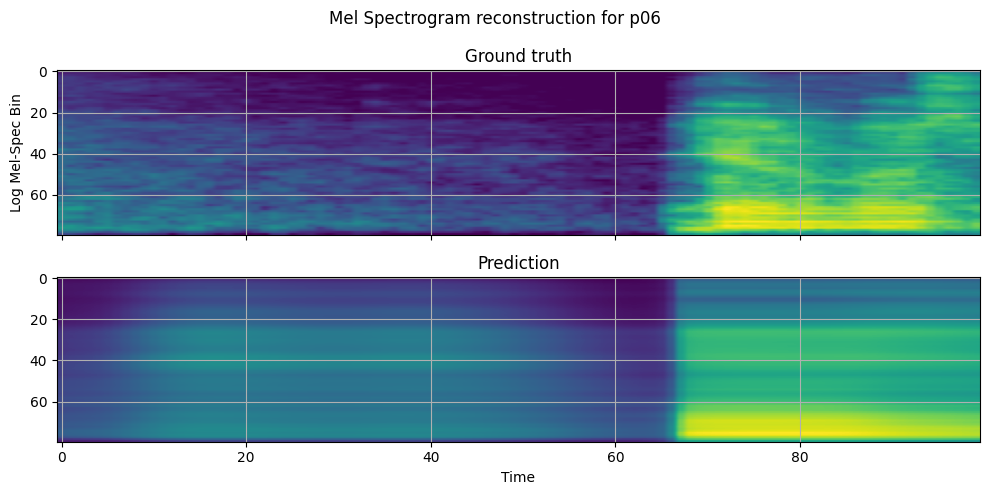 Mel Spectrogram reconstruction for p06
Ground truth
Log Mel-Spec Bin
0
20
40
60
Prediction
0
20
40
60
0 20 40 60 80
Time